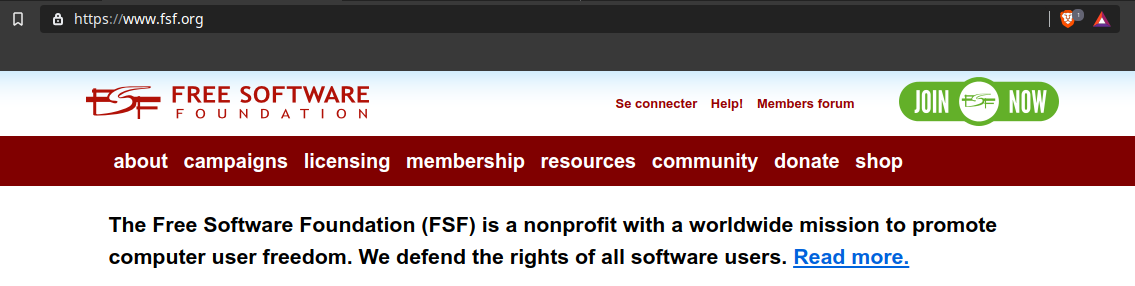 https://www.fsf.org
FSF FREE SOFTWARE FOUNDATION
Se connecter Help! Members forum
JOIN FSF NOW
about campaigns licensing membership resources community donate shop
The Free Software Foundation (FSF) is a nonprofit with a worldwide mission to promote
computer user freedom. We defend the rights of all software users. Read more.